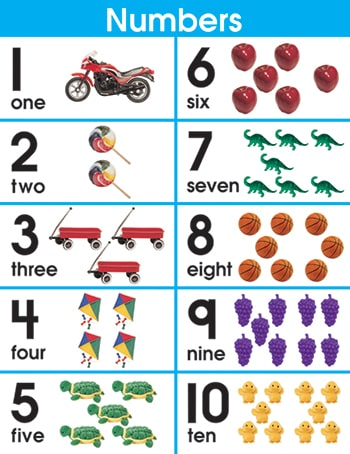 Numbers
1
one
2
two
3
three
4
four
5
five
6
six
7
seven
8
eight
9
nine
10
ten